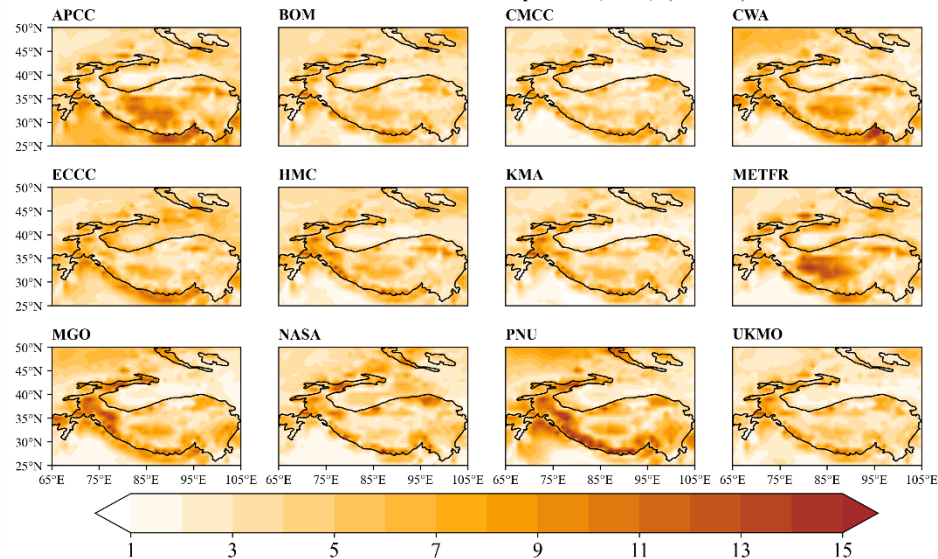 APCC BOM CMCC CWA
50°N
45°N
40°N
35°N
30°N
25°N
ECCC HMC KMA METFR
50°N
45°N
40°N
35°N
30°N
25°N
MGO NASA PNU UKMO
50°N
45°N
40°N
35°N
30°N
25°N
65°E 75°E 85°E 95°E 105°E 65°E 75°E 85°E 95°E 105°E 65°E 75°E 85°E 95°E 105°E 65°E 75°E 85°E 95°E 105°E
1 3 5 7 9 11 13 15